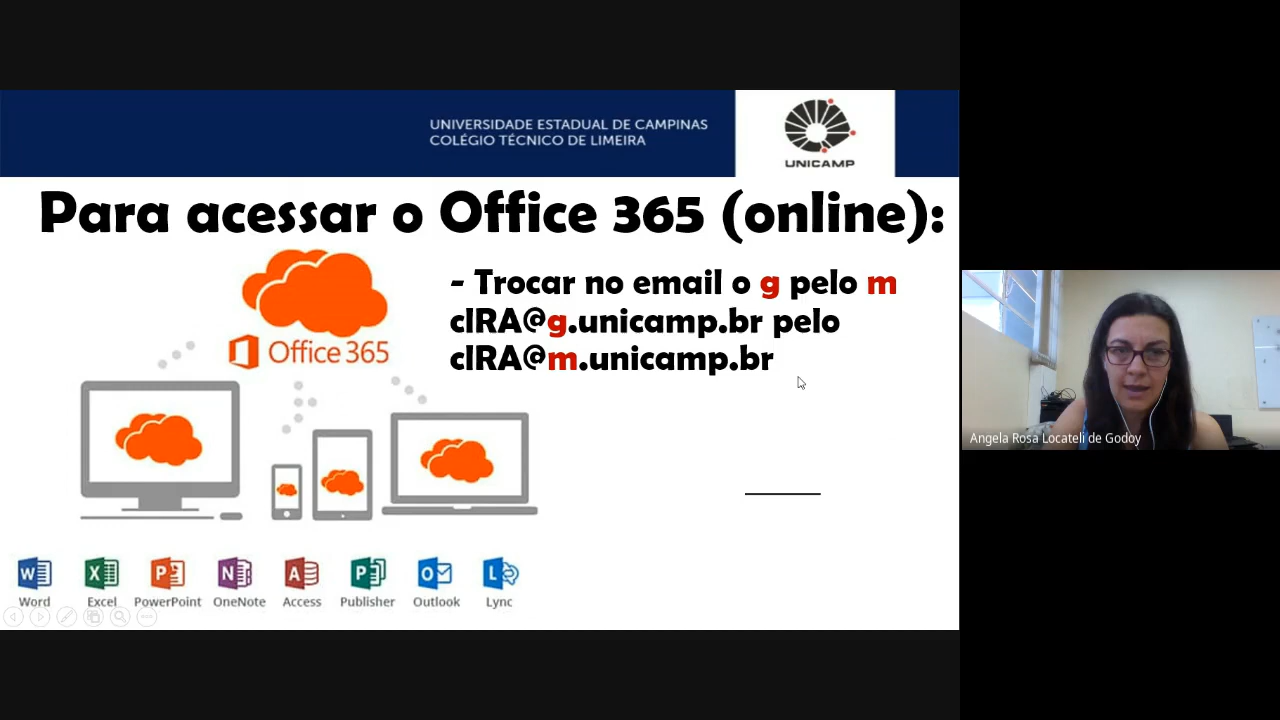 UNIVERSIDADE ESTADUAL DE CAMPINAS
COLÉGIO TÉCNICO DE LIMEIRA
UNICAMP
Para acessar o Office 365 (online):
- Trocar no email o g pelo m
clRA@g.unicamp.br pelo
clRA@m.unicamp.br
Office 365
Word Excel PowerPoint OneNote Access Publisher Outlook Lync
Angela Rosa Locateli de Godoy